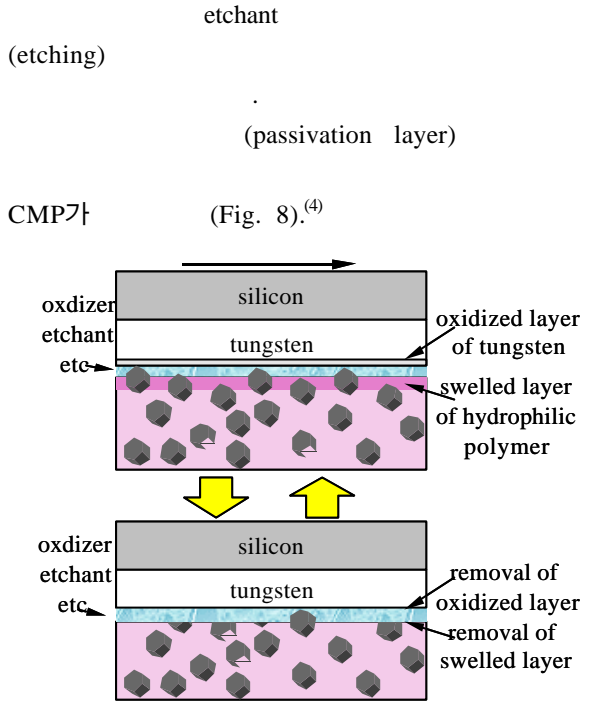 etchant
(etching)
.
(passivation layer)
CMP가 (Fig. 8).(4)
silicon
oxdizer
etchant
etc
tungsten
oxidized layer
of tungsten
swelled layer
of hydrophilic
polymer
silicon
oxdizer
etchant
etc
tungsten
removal of
oxidized layer
removal of
swelled layer